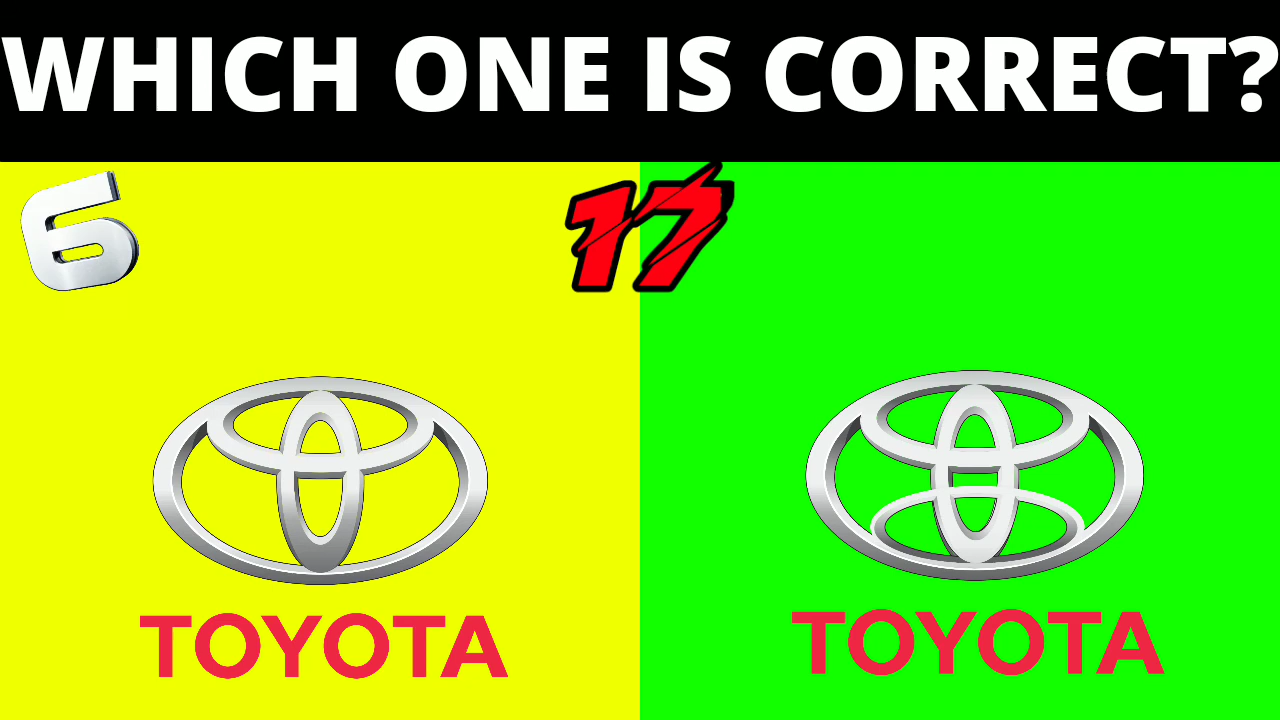 WHICH ONE IS CORRECT?
6
17
TOYOTA
TOYOTA